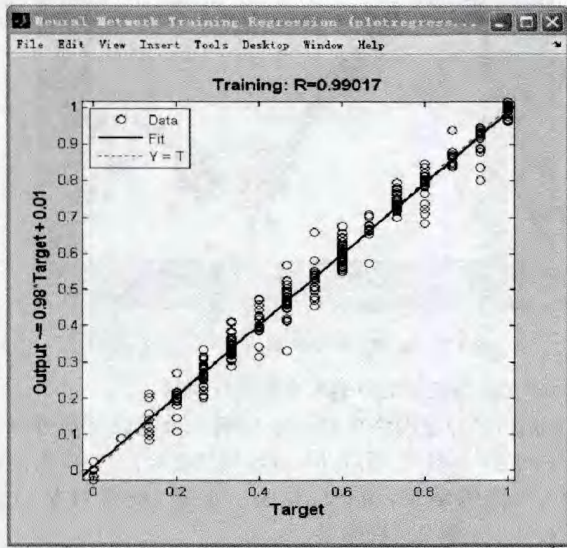 Neural Network Training Regression (plotregress...
File Edit View Insert Tools Desktop Window Help
Training: R=0.99017
Data
Fit
Y = T
Output ~= 0.98*Target + 0.01
1
0.9
0.8
0.7
0.6
0.5
0.4
0.3
0.2
0.1
0
0 0.2 0.4 0.6 0.8 1
Target